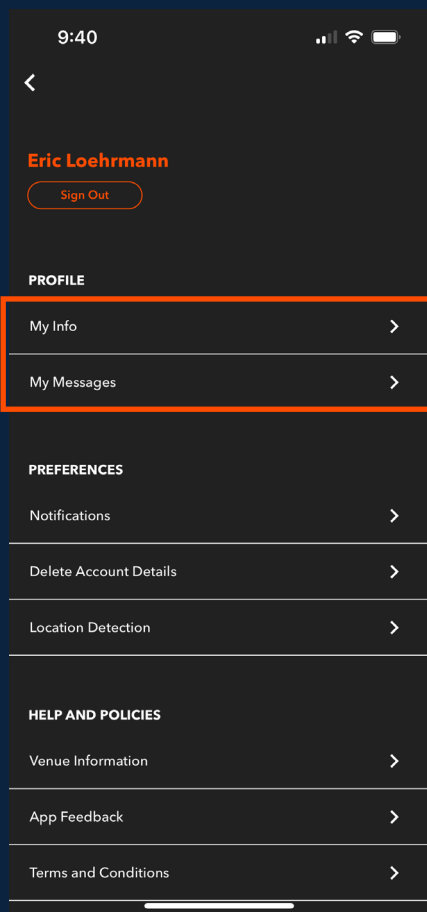 9:40
Eric Loehrmann
Sign Out
PROFILE
My Info
My Messages
PREFERENCES
Notifications
Delete Account Details
Location Detection
HELP AND POLICIES
Venue Information
App Feedback
Terms and Conditions